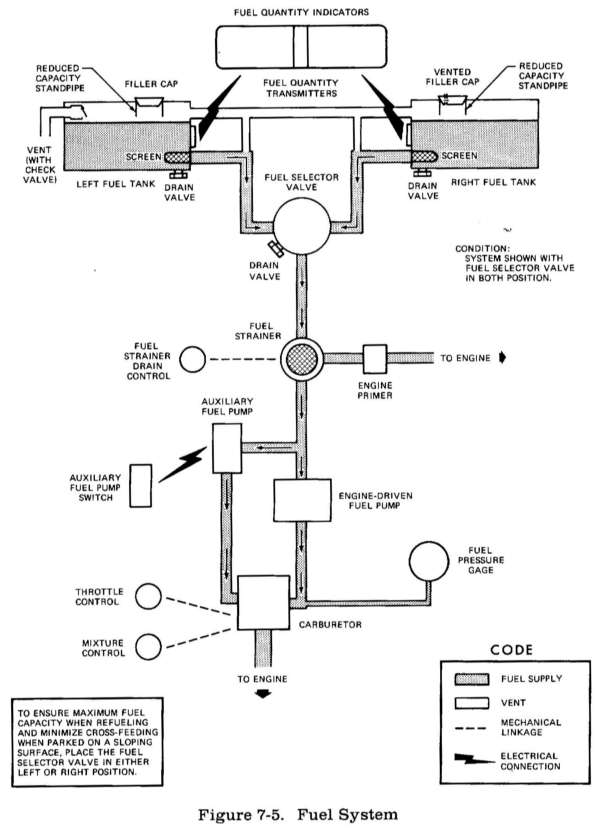 FUEL QUANTITY INDICATORS
REDUCED
CAPACITY
STANDPIPE
FILLER CAP
FUEL QUANTITY
TRANSMITTERS
VENTED
FILLER CAP
REDUCED
CAPACITY
STANDPIPE
VENT
(WITH
CHECK
VALVE)
SCREEN
SCREEN
LEFT FUEL TANK
DRAIN
VALVE
FUEL SELECTOR
VALVE
DRAIN
VALVE
RIGHT FUEL TANK
DRAIN
VALVE
CONDITION:
SYSTEM SHOWN WITH
FUEL SELECTOR VALVE
IN BOTH POSITION.
FUEL
STRAINER
FUEL
STRAINER
DRAIN
CONTROL
TO ENGINE
ENGINE
PRIMER
AUXILIARY
FUEL PUMP
AUXILIARY
FUEL PUMP
SWITCH
ENGINE-DRIVEN
FUEL PUMP
FUEL
PRESSURE
GAGE
THROTTLE
CONTROL
CARBURETOR
MIXTURE
CONTROL
TO ENGINE
CODE
FUEL SUPPLY
VENT
MECHANICAL
LINKAGE
ELECTRICAL
CONNECTION
TO ENSURE MAXIMUM FUEL
CAPACITY WHEN REFUELING
AND MINIMIZE CROSS-FEEDING
WHEN PARKED ON A SLOPING
SURFACE, PLACE THE FUEL
SELECTOR VALVE IN EITHER
LEFT OR RIGHT POSITION.
Figure 7-5. Fuel System